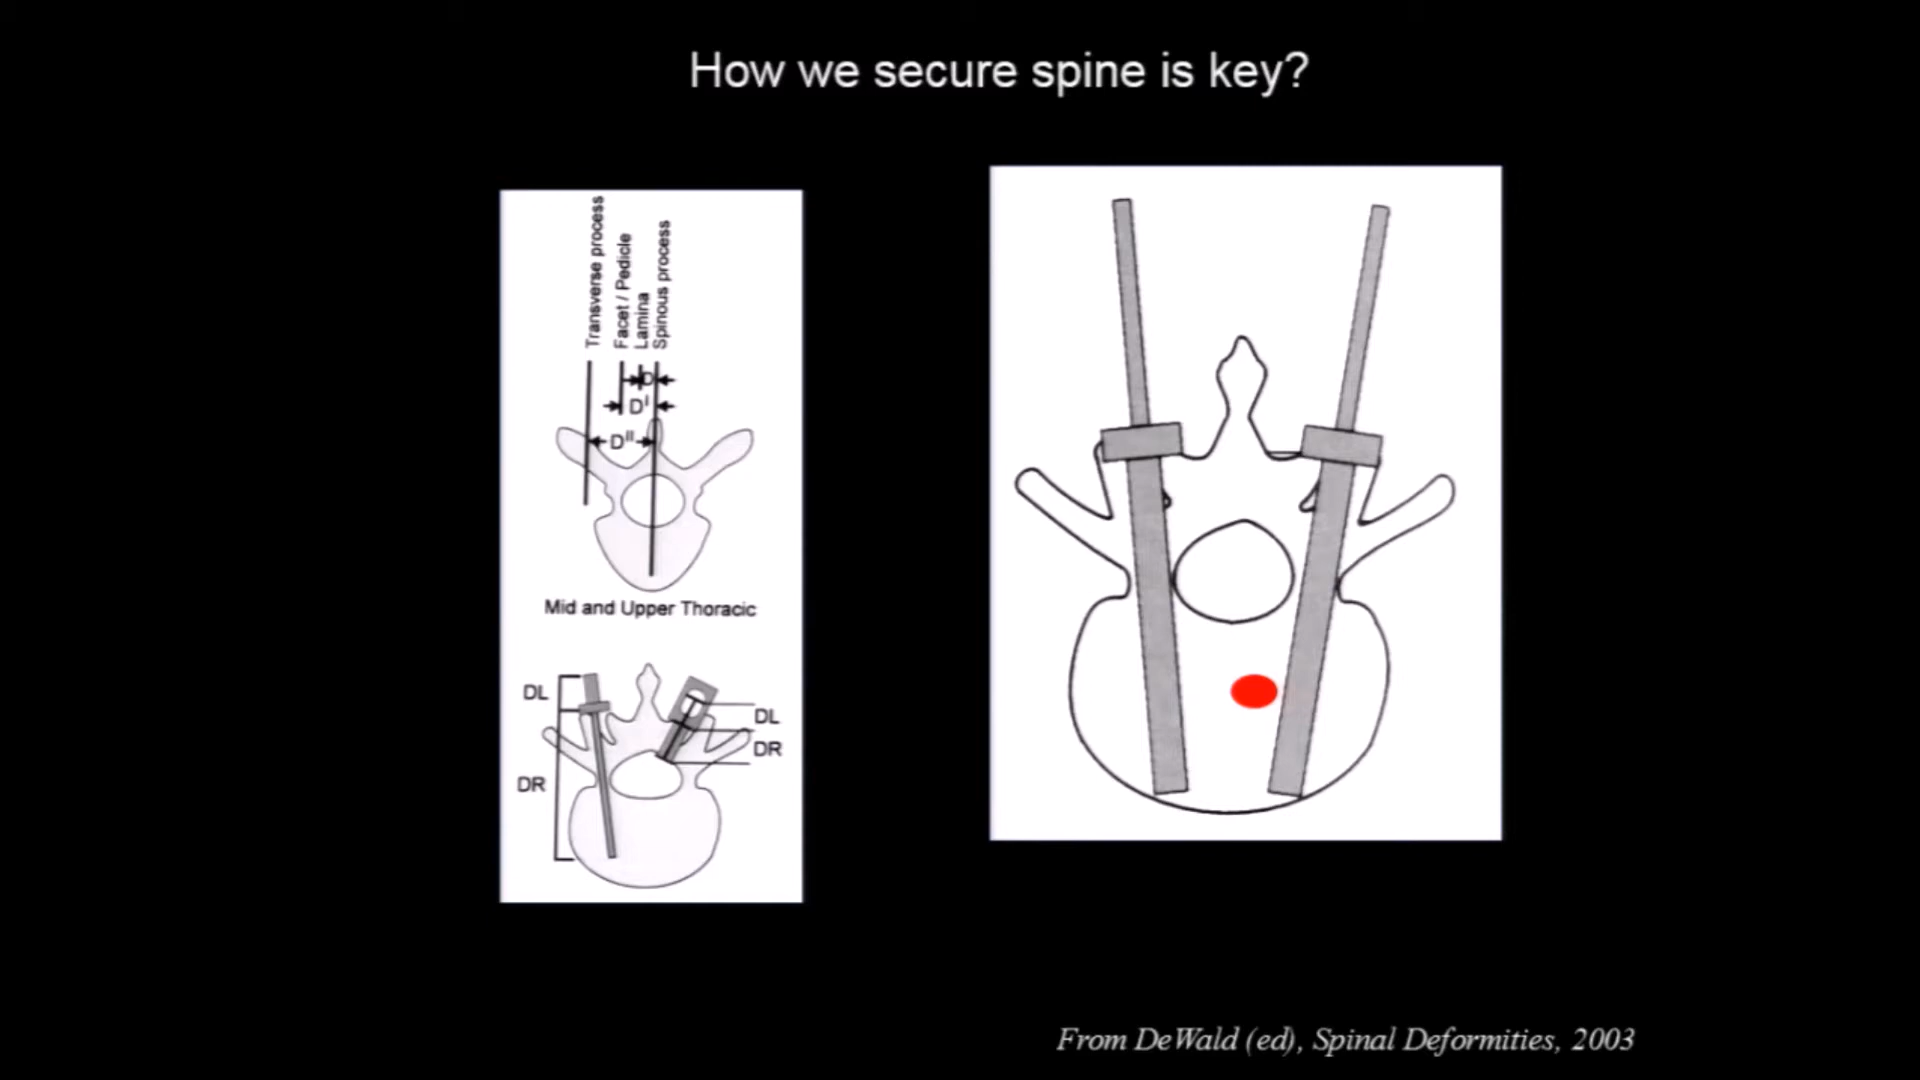 How we secure spine is key?
Transverse process
Facet / Pedicle
Lamina
Spinous process
D
D^I
D^II
Mid and Upper Thoracic
DL
DR
DL
DR
From DeWald (ed), Spinal Deformities, 2003